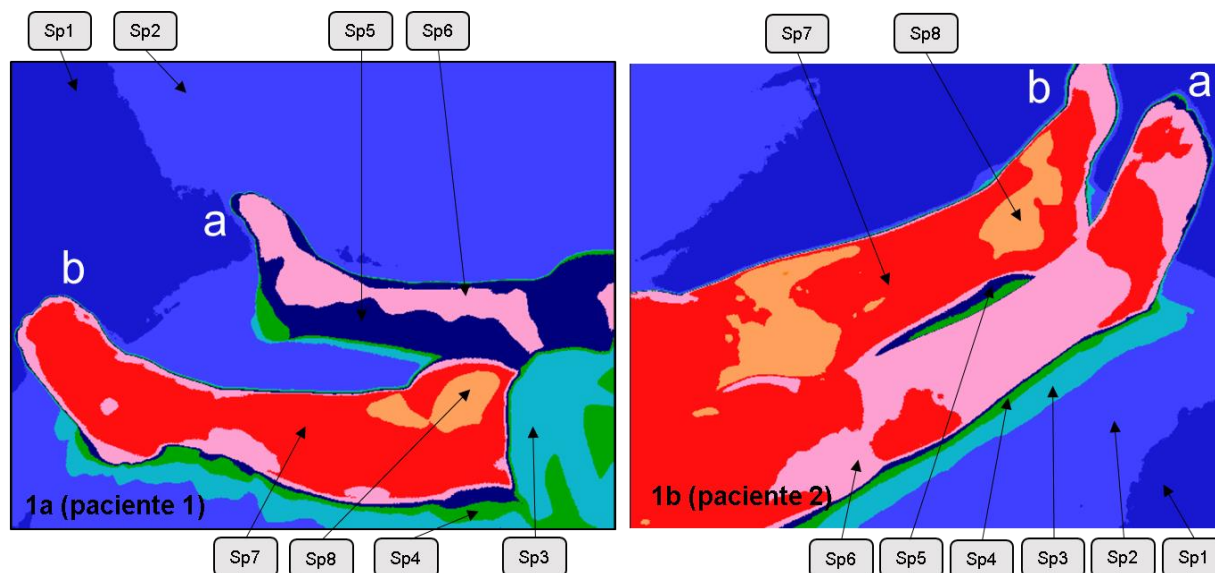 Sp1 Sp2 Sp5 Sp6 Sp7 Sp8
a
b
1a (paciente 1)
b
a
1b (paciente 2)
Sp7 Sp8 Sp4 Sp3 Sp6 Sp5 Sp4 Sp3 Sp2 Sp1